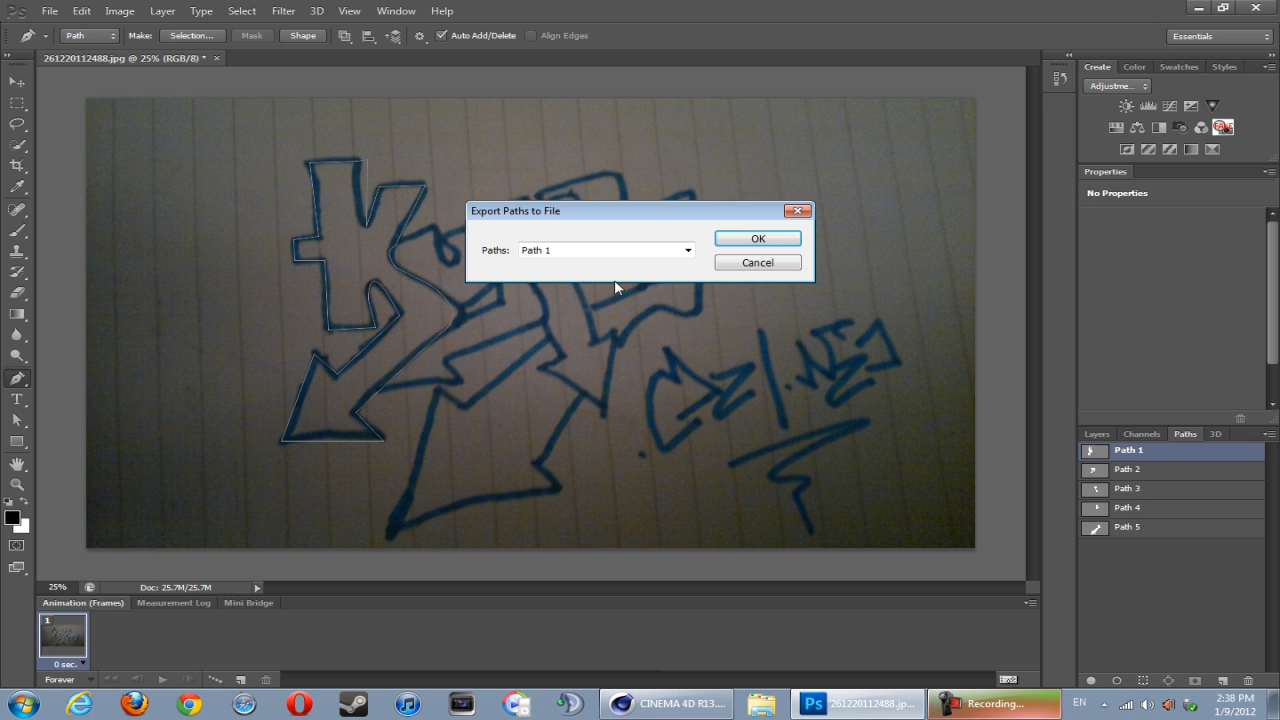 Ps File Edit Image Layer Type Select Filter 3D View Window Help
Path Make: Selection... Mask Shape Auto Add/Delete Align Edges Essentials
261220112488.jpg @ 25% (RGB/8) * ×
Create Color Swatches Styles
Adjustme...
Properties
No Properties
Export Paths to File
Paths: Path 1
OK
Cancel
Layers Channels Paths 3D
Path 1
Path 2
Path 3
Path 4
Path 5
25% Doc: 25.7M/25.7M
Animation (Frames) Measurement Log Mini Bridge
1
0 sec.
Forever
CINEMA 4D R13.... Ps 261220112488.jp... Recording... EN 2:38 PM
1/9/2012